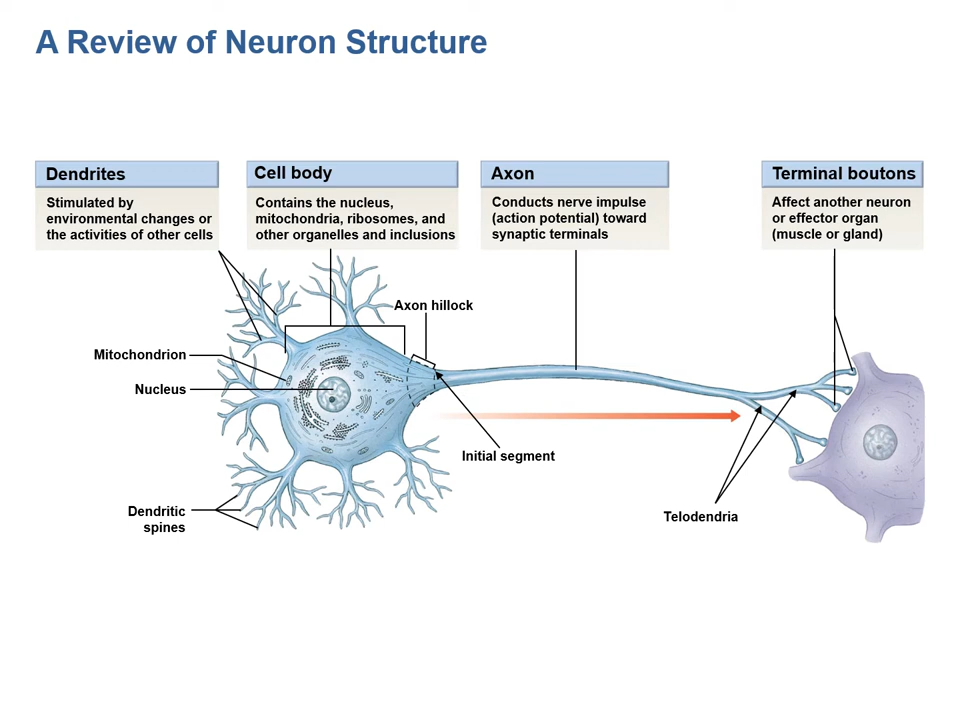 A Review of Neuron Structure
Dendrites
Stimulated by
environmental changes or
the activities of other cells
Cell body
Contains the nucleus,
mitochondria, ribosomes, and
other organelles and inclusions
Axon
Conducts nerve impulse
(action potential) toward
synaptic terminals
Terminal boutons
Affect another neuron
or effector organ
(muscle or gland)
Axon hillock
Mitochondrion
Nucleus
Initial segment
Dendritic
spines
Telodendria